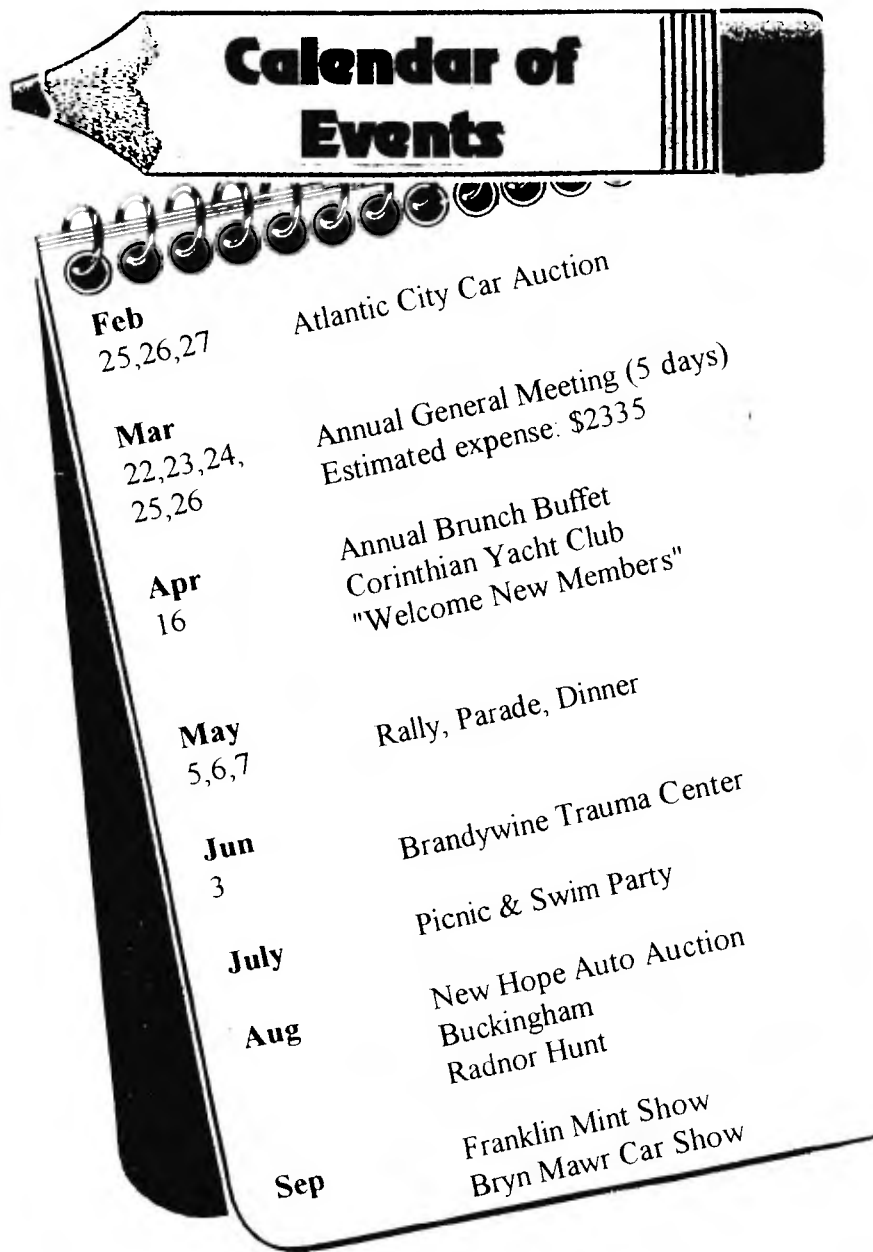 Calendar of
Events
Feb
25,26,27
Atlantic City Car Auction
Mar
22,23,24,
25,26
Annual General Meeting (5 days)
Estimated expense: $2335
Apr
16
Annual Brunch Buffet
Corinthian Yacht Club
"Welcome New Members"
May
5,6,7
Rally, Parade, Dinner
Jun
3
Brandywine Trauma Center
July
Picnic & Swim Party
Aug
New Hope Auto Auction
Buckingham
Radnor Hunt
Sep
Franklin Mint Show
Bryn Mawr Car Show